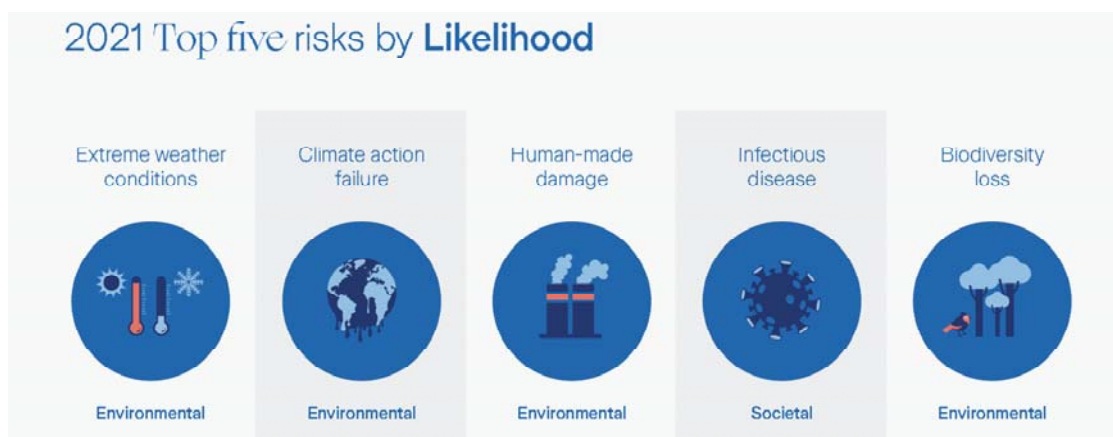 2021 Top five risks by Likelihood
Extreme weather
conditions
Climate action
failure
Human-made
damage
Infectious
disease
Biodiversity
loss
Environmental
Environmental
Environmental
Societal
Environmental